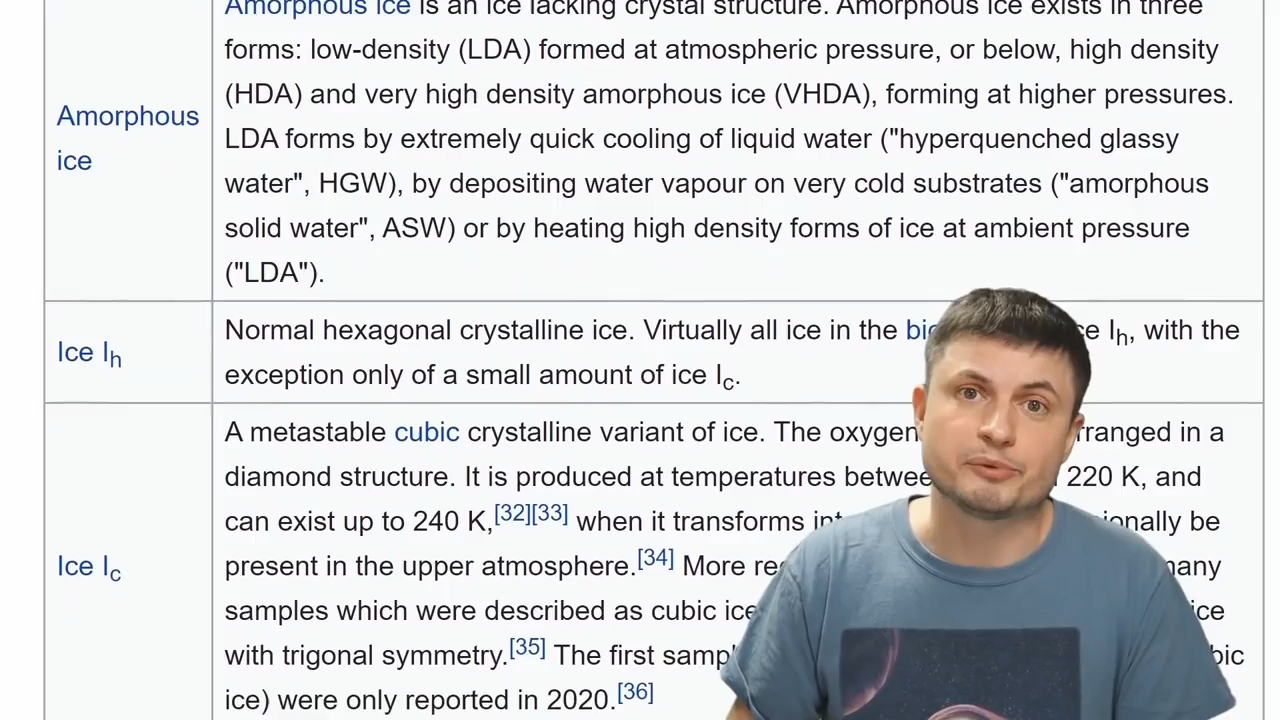 Amorphous ice is an ice lacking crystal structure. Amorphous ice exists in three
forms: low-density (LDA) formed at atmospheric pressure, or below, high density
(HDA) and very high density amorphous ice (VHDA), forming at higher pressures.
LDA forms by extremely quick cooling of liquid water ("hyperquenched glassy
water", HGW), by depositing water vapour on very cold substrates ("amorphous
solid water", ASW) or by heating high density forms of ice at ambient pressure
("LDA").
Amorphous
ice
Normal hexagonal crystalline ice. Virtually all ice in the Ih, with the
exception only of a small amount of ice Ic.
Ice Ih
A metastable cubic crystalline variant of ice. The oxygen arranged in a
diamond structure. It is produced at temperatures between 220 K, and
can exist up to 240 K,[32][33] when it transforms be
present in the upper atmosphere.[34] More many
samples which were described as cubic ice ice
with trigonal symmetry.[35] The first
ice) were only reported in 2020.[36]
Ice Ic